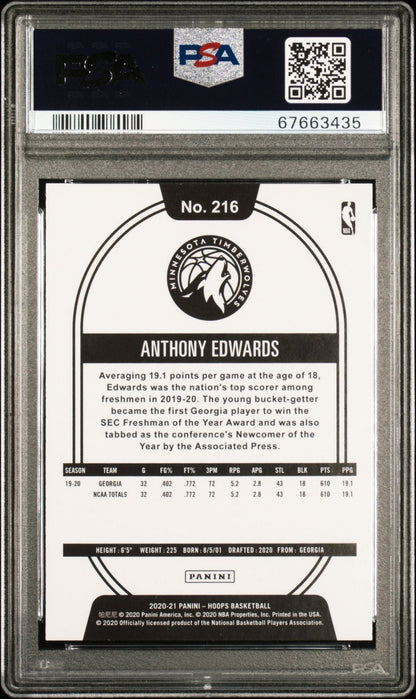 PSA
PSA
67663435
No. 216
NBA
MINNESOTA TIMBERWOLVES
ANTHONY EDWARDS
Averaging 19.1 points per game at the age of 18,
Edwards was the nation's top scorer among
freshmen in 2019-20. The young bucket-getter
became the first Georgia player to win the
SEC Freshman of the Year Award and was also
tabbed as the conference's Newcomer of the
Year by the Associated Press.
SEASON TEAM G FG% FT% 3PM RPG APG STL BLK PTS PPG
19-20 GEORGIA 32 .402 .772 72 5.2 2.8 43 18 610 19.1
NCAA TOTALS 32 .402 .772 72 5.2 2.8 43 18 610 19.1
HEIGHT: 6'5" WEIGHT: 225 BORN: 8/5/01 DRAFTED: 2020 FROM: GEORGIA
PANINI
2020-21 PANINI – HOOPS BASKETBALL
帕尼尼 © 2020 Panini America, Inc. © 2020 NBA Properties, Inc. Printed in the USA.
© 2020 Officially licensed product of the National Basketball Players Association.